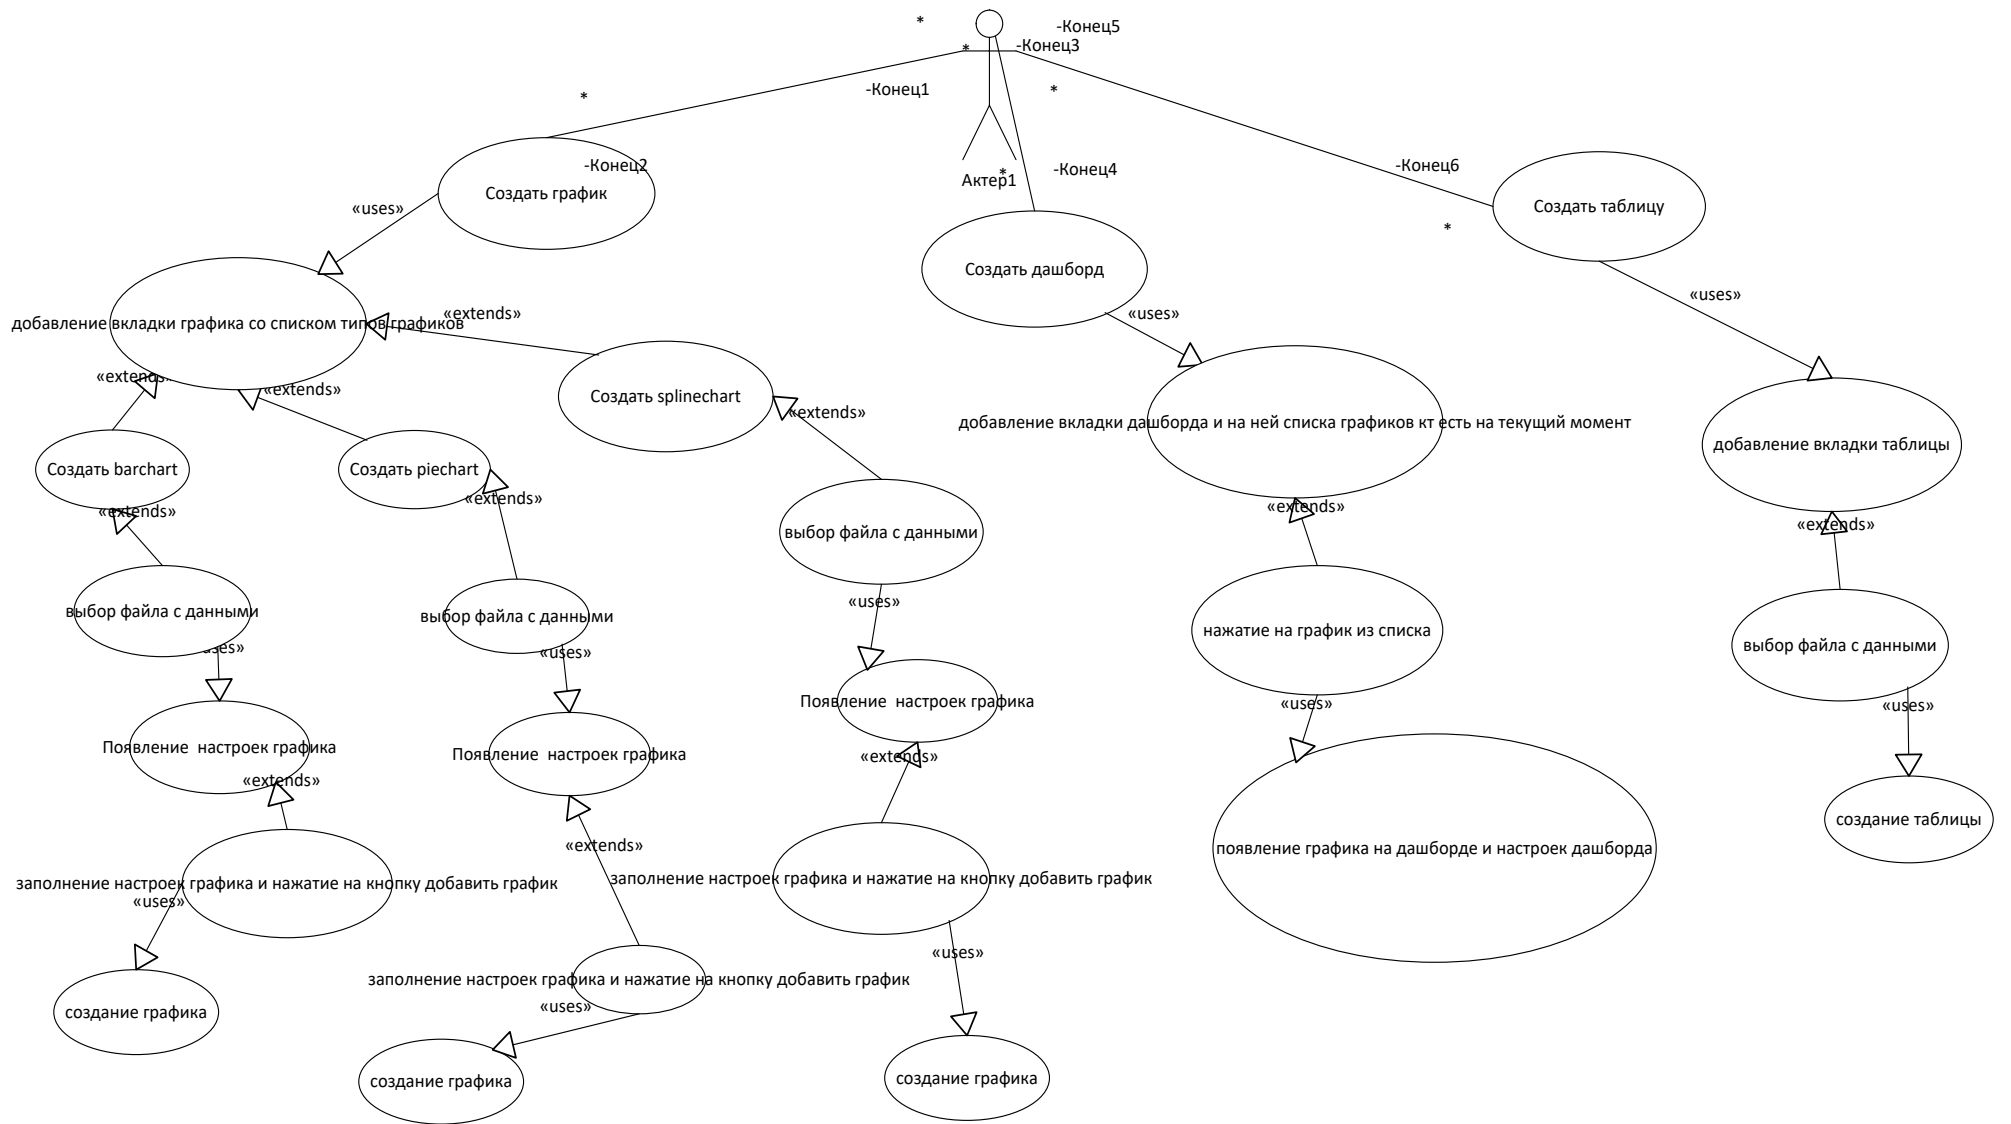 *
-Конец5
*
-Конец3
*
-Конец1
*
-Конец2
Создать график
Актер1
*
-Конец4
-Конец6
*
Создать таблицу
«uses»
Создать дашборд
«uses»
«uses»
добавление вкладки графика со списком типов графиков
«extends»
«extends»
«extends»
Создать splinechart
«extends»
добавление вкладки дашборда и на ней списка графиков кт есть на текущий момент
добавление вкладки таблицы
Создать barchart
Создать piechart
«extends»
«extends»
«extends»
«extends»
выбор файла с данными
выбор файла с данными
выбор файла с данными
«uses»
нажатие на график из списка
выбор файла с данными
«uses»
«uses»
Появление настроек графика
«uses»
«uses»
Появление настроек графика
Появление настроек графика
«extends»
«extends»
«extends»
создание таблицы
появление графика на дашборде и настроек дашборда
заполнение настроек графика и нажатие на кнопку добавить график
заполнение настроек графика и нажатие на кнопку добавить график
«uses»
«uses»
заполнение настроек графика и нажатие на кнопку добавить график
«uses»
создание графика
создание графика
создание графика